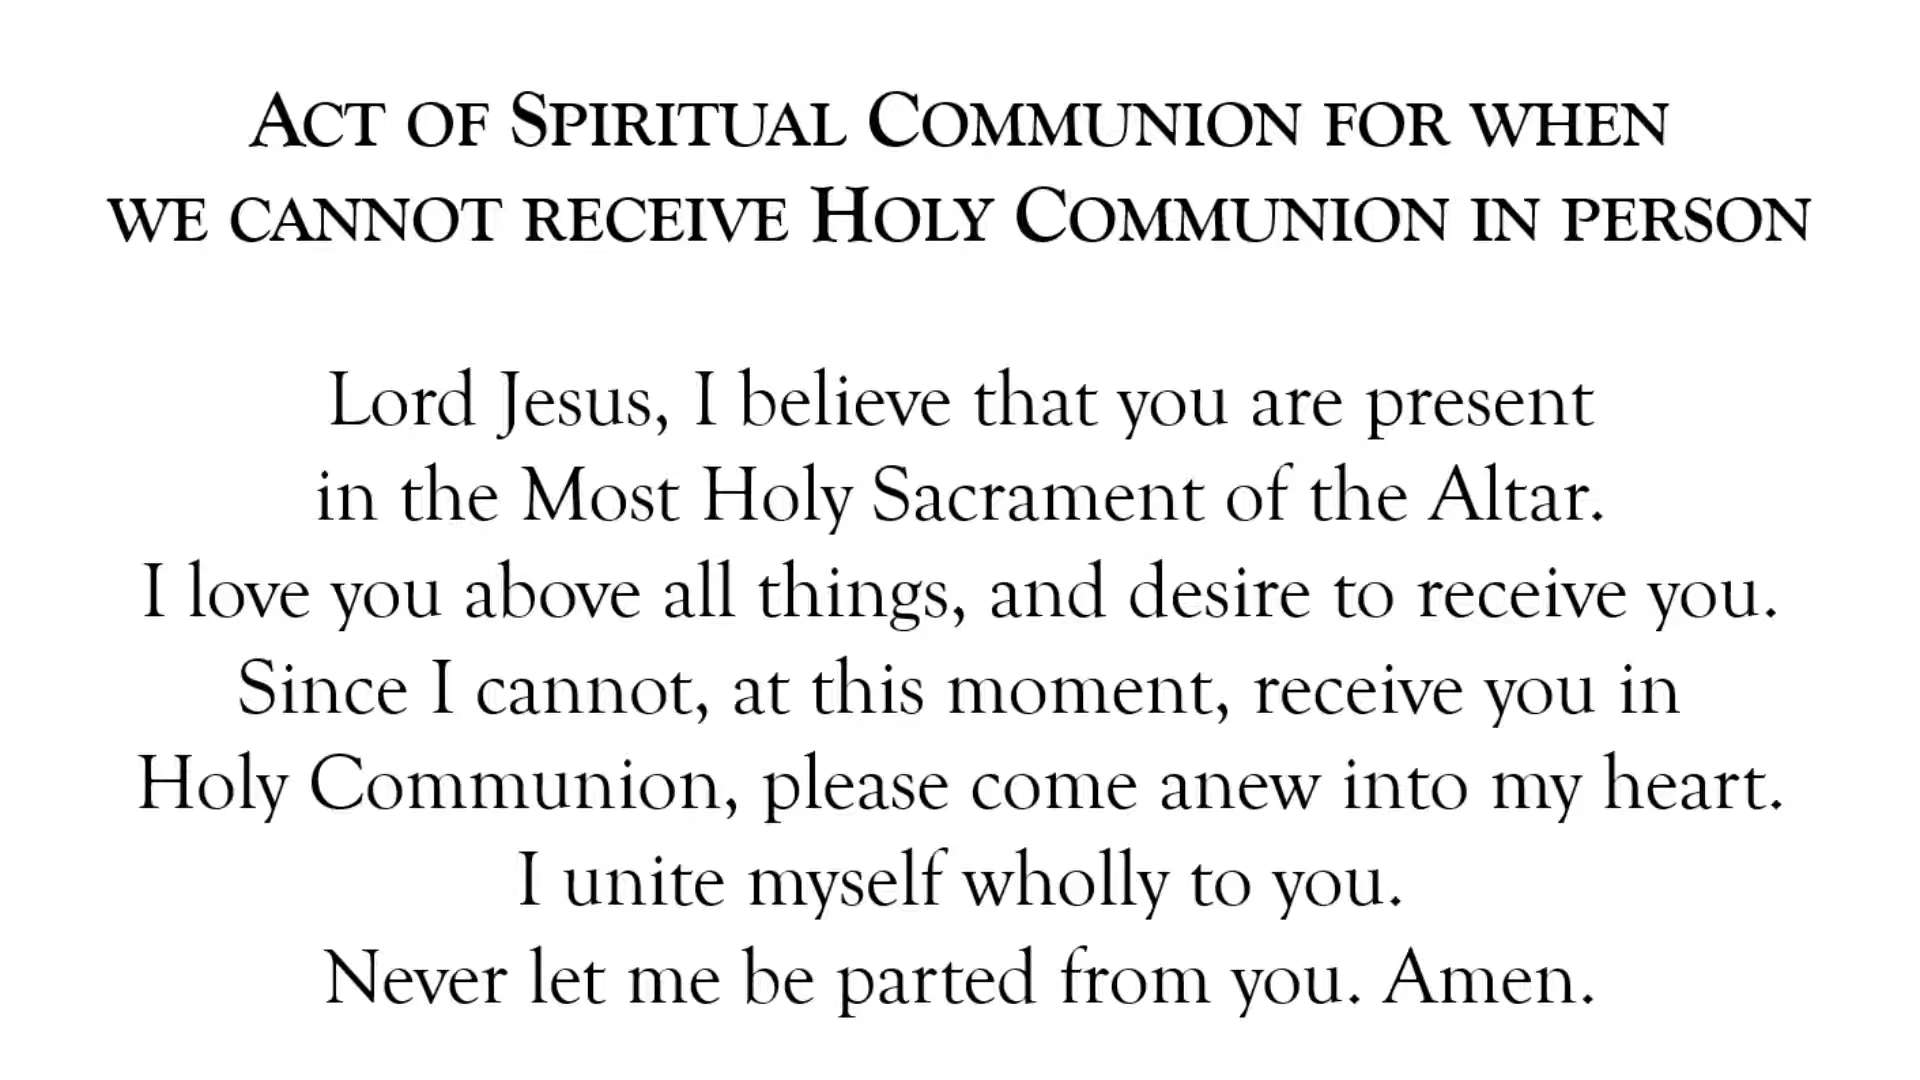 Act of Spiritual Communion for when
we cannot receive Holy Communion in person
Lord Jesus, I believe that you are present
in the Most Holy Sacrament of the Altar.
I love you above all things, and desire to receive you.
Since I cannot, at this moment, receive you in
Holy Communion, please come anew into my heart.
I unite myself wholly to you.
Never let me be parted from you. Amen.